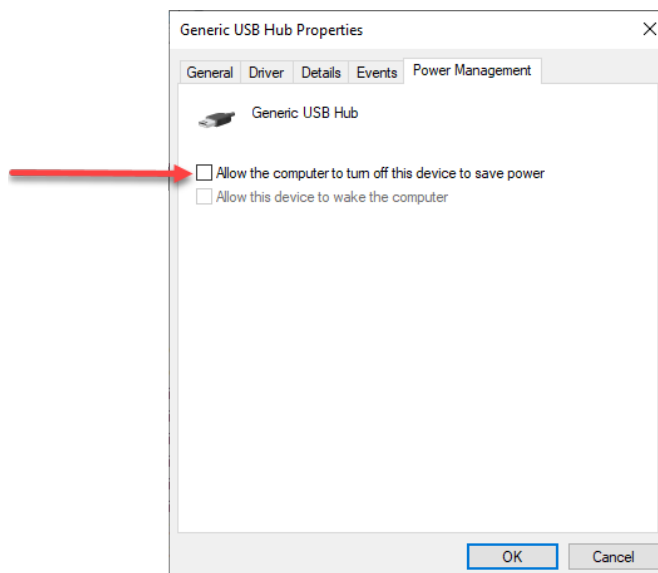 Generic USB Hub Properties
General Driver Details Events Power Management
Generic USB Hub
Allow the computer to turn off this device to save power
Allow this device to wake the computer
OK Cancel